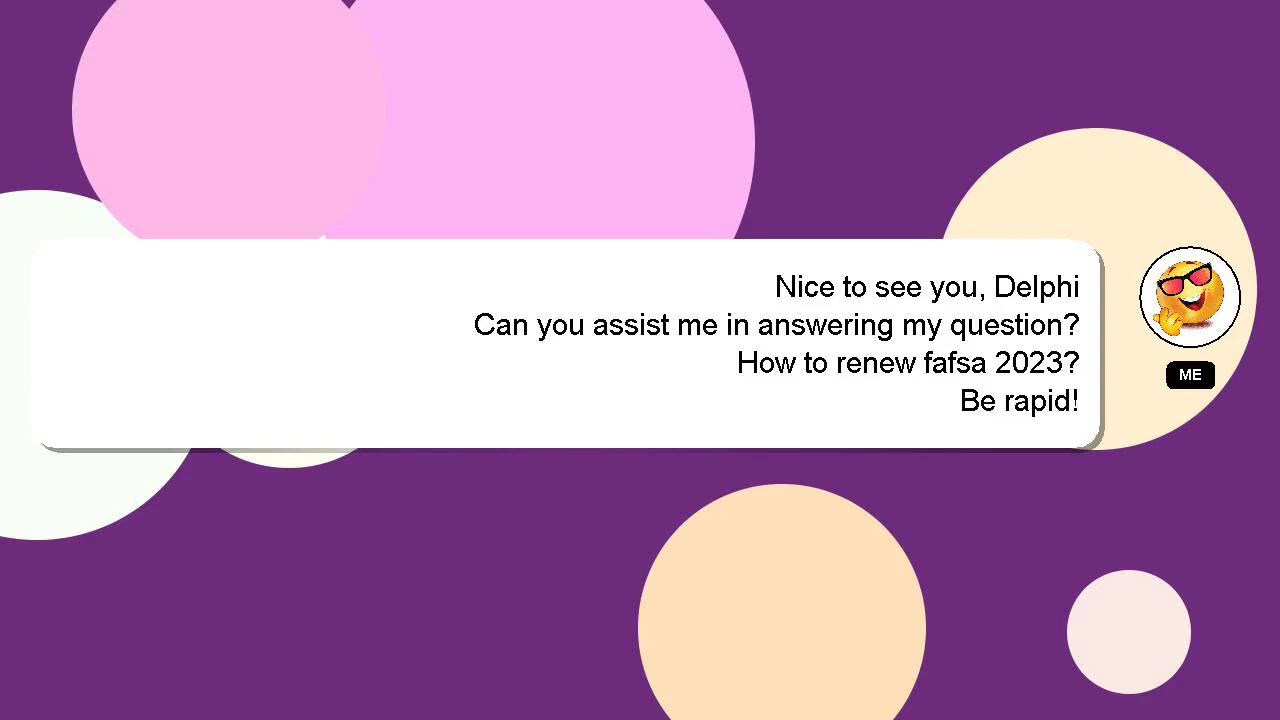 Nice to see you, Delphi
Can you assist me in answering my question?
How to renew fafsa 2023?
Be rapid!
ME